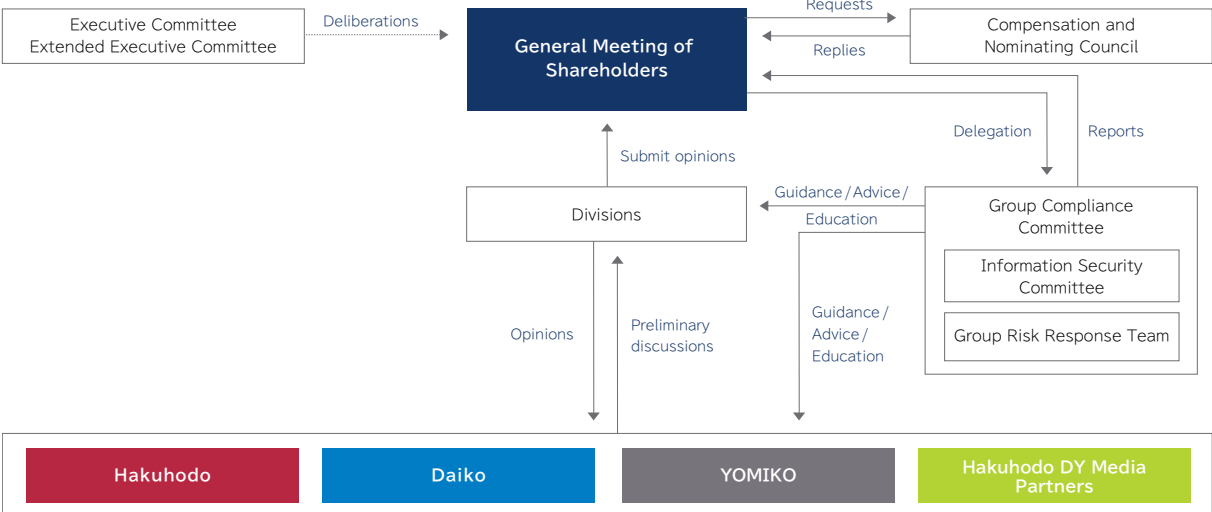 Executive Committee
Extended Executive Committee
Deliberations
General Meeting of
Shareholders
Requests
Replies
Compensation and
Nominating Council
Delegation
Reports
Submit opinions
Divisions
Guidance / Advice /
Education
Group Compliance
Committee
Information Security
Committee
Group Risk Response Team
Opinions
Preliminary
discussions
Guidance /
Advice /
Education
Hakuhodo
Daiko
YOMIKO
Hakuhodo DY Media
Partners